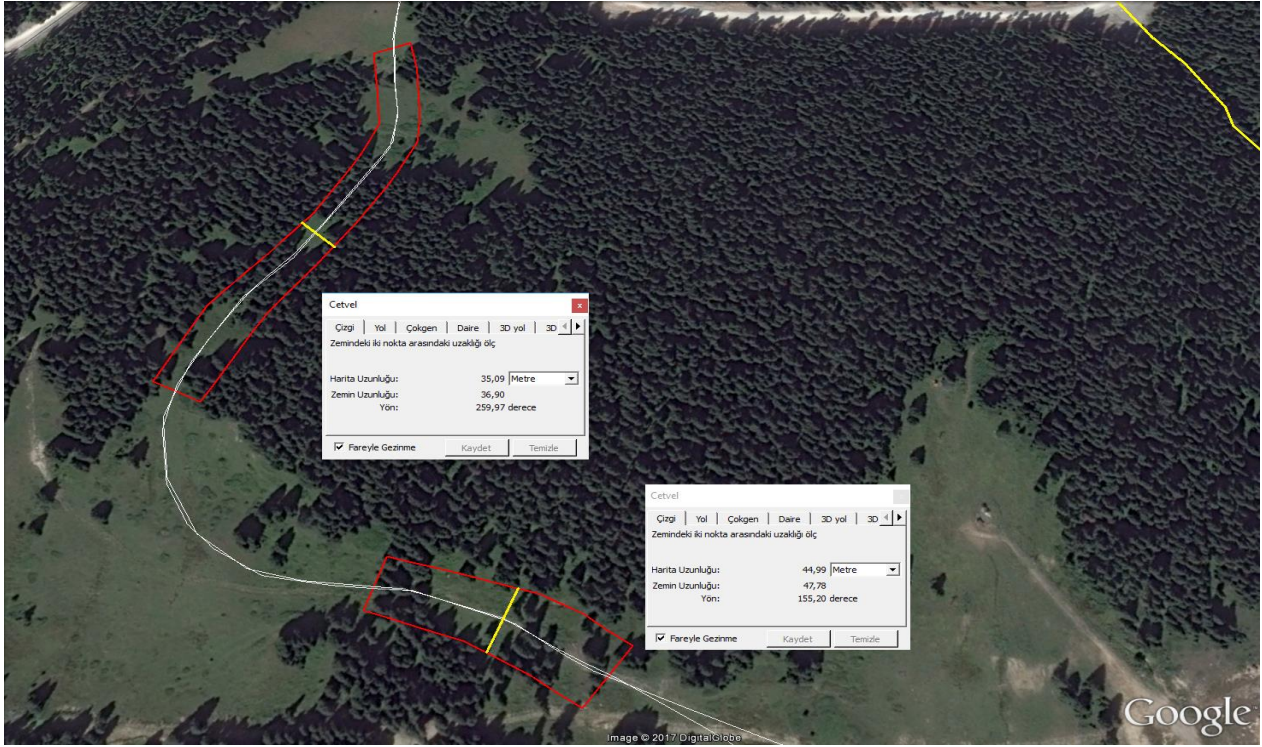 Cetvel
x
Çizgi Yol Çokgen Daire 3D yol 3D
Zemindeki iki nokta arasındaki uzaklığı ölç
Harita Uzunluğu: 35,09 Metre
Zemin Uzunluğu: 36,90
Yön: 259,97 derece
Fareyle Gezinme Kaydet Temizle
Cetvel
Çizgi Yol Çokgen Daire 3D yol 3D
Zemindeki iki nokta arasındaki uzaklığı ölç
Harita Uzunluğu: 44,99 Metre
Zemin Uzunluğu: 47,78
Yön: 155,20 derece
Fareyle Gezinme Kaydet Temizle
Google
Image © 2017 DigitalGlobe